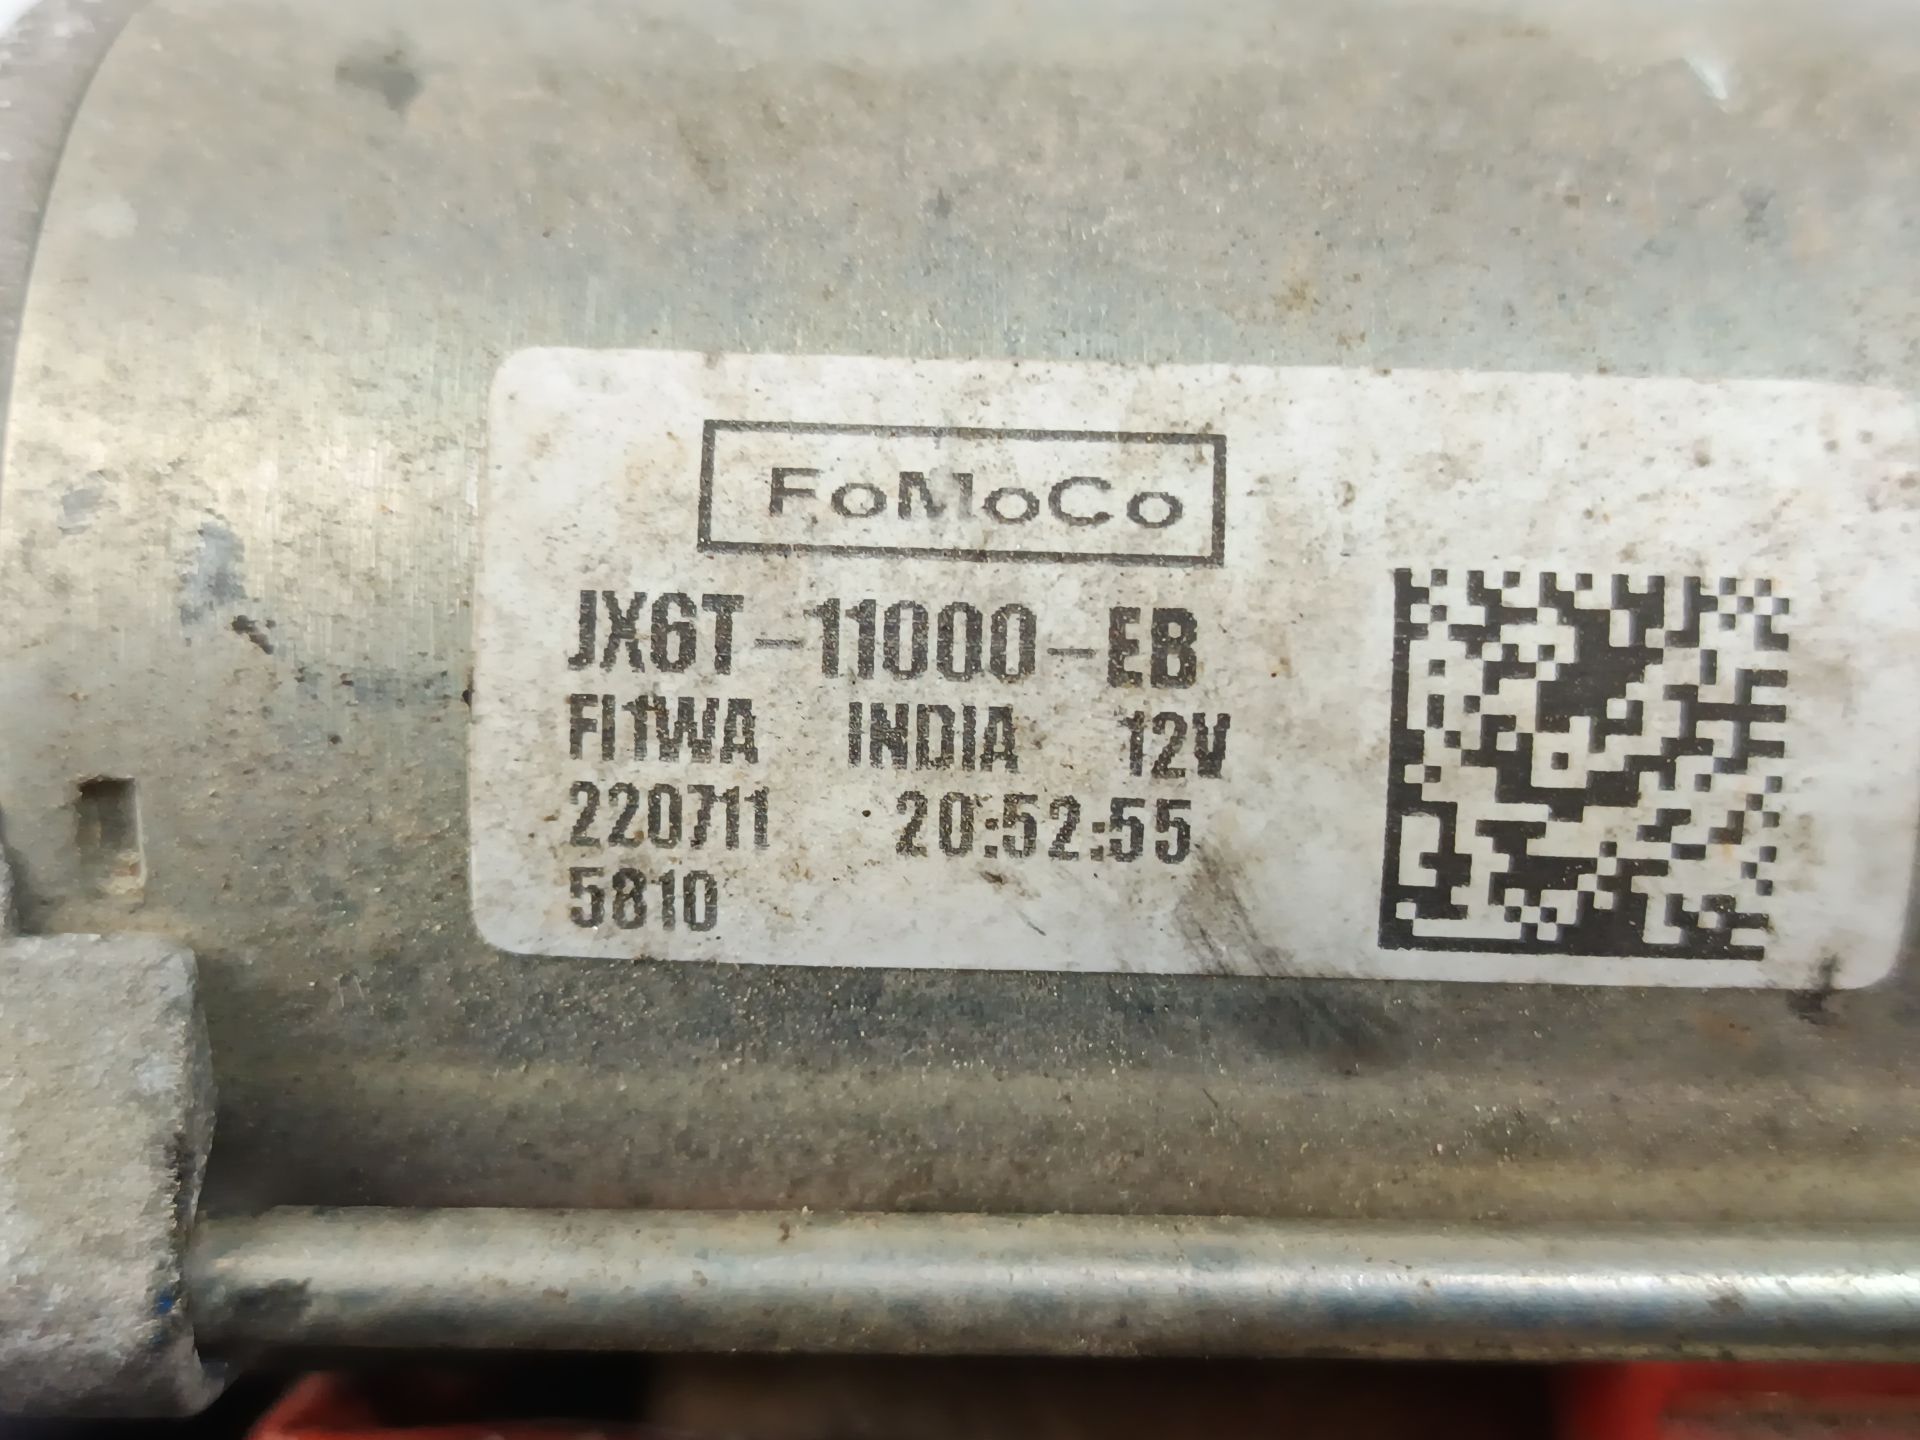 FoMoCo
JX6T-11000-EB
FI1WA INDIA 12V
220711 20:52:55
5810